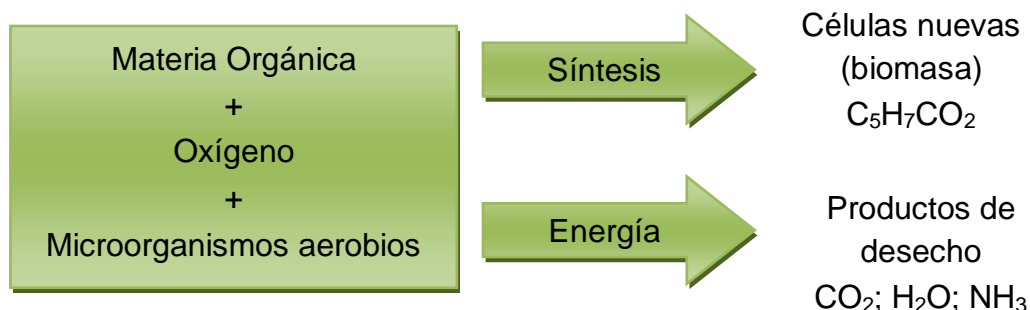 Materia Orgánica
+
Oxígeno
+
Microorganismos aerobios
Síntesis
Células nuevas
(biomasa)
C₅H₇CO₂
Energía
Productos de
desecho
CO₂; H₂O; NH₃